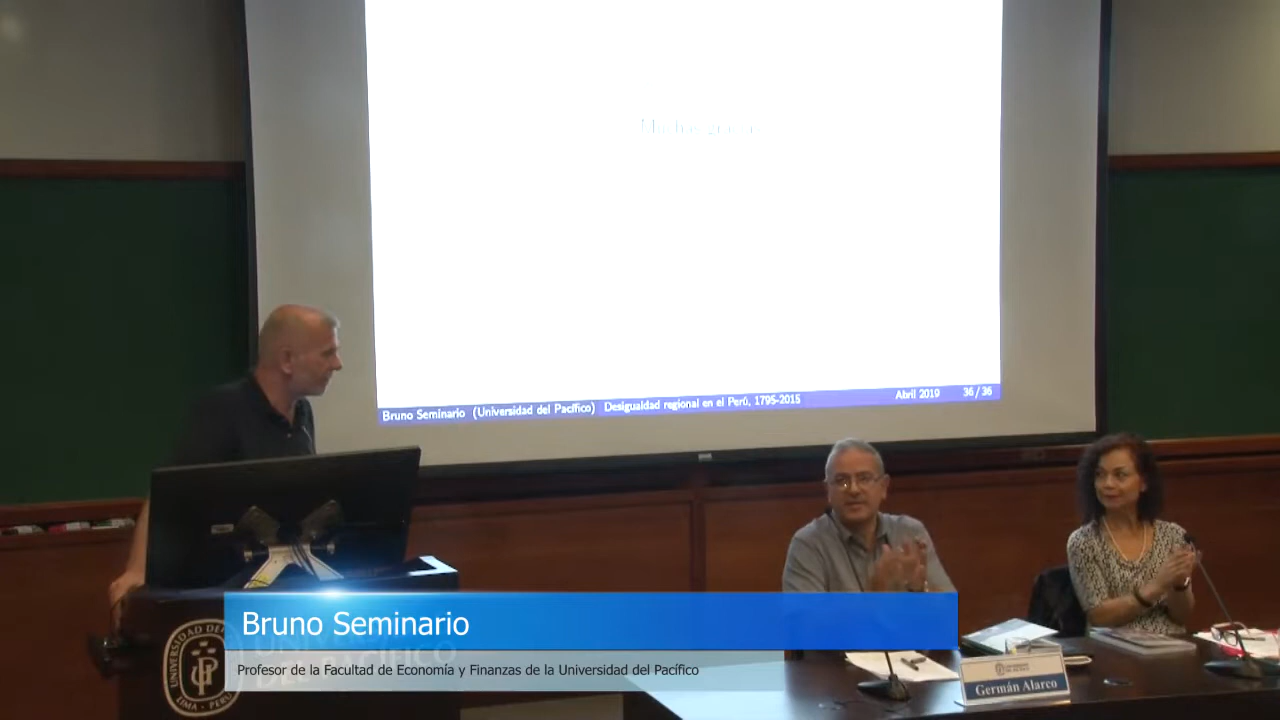 Bruno Seminario (Universidad del Pacífico) Desigualdad regional en el Perú, 1795-2015 Abril 2019 36 / 36
Bruno Seminario
Profesor de la Facultad de Economía y Finanzas de la Universidad del Pacífico
Germán Alarco